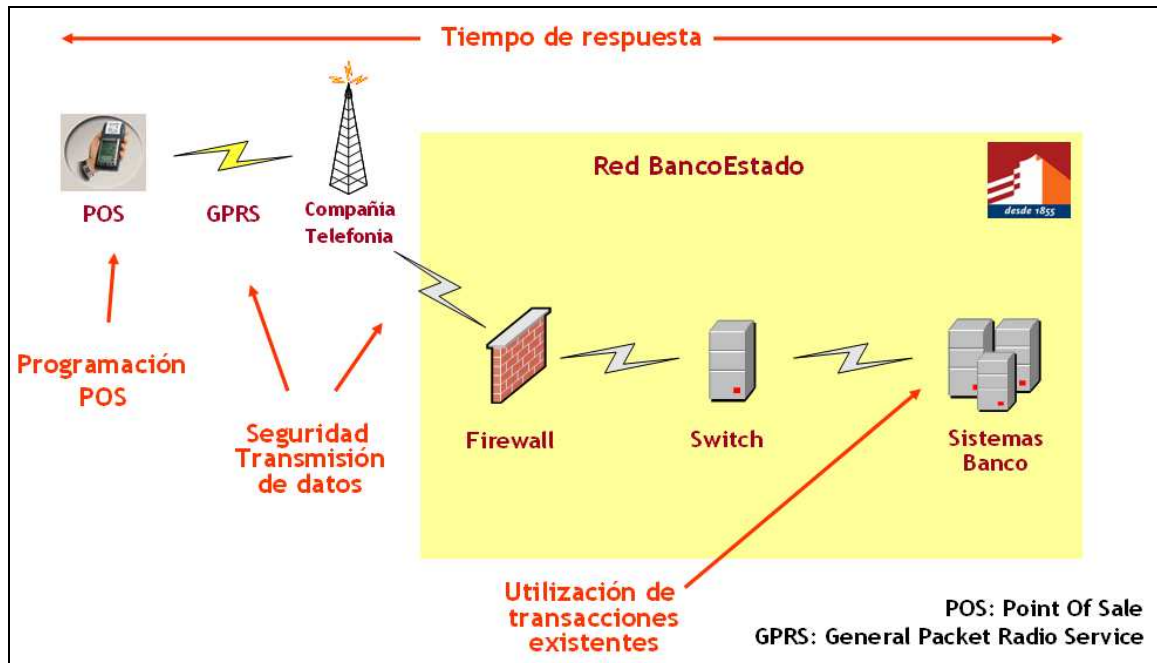 Tiempo de respuesta
Red BancoEstado
desde 1855
POS
GPRS
Compañia
Telefonia
Programación
POS
Seguridad
Transmisión
de datos
Firewall
Switch
Sistemas
Banco
Utilización de
transacciones
existentes
POS: Point Of Sale
GPRS: General Packet Radio Service